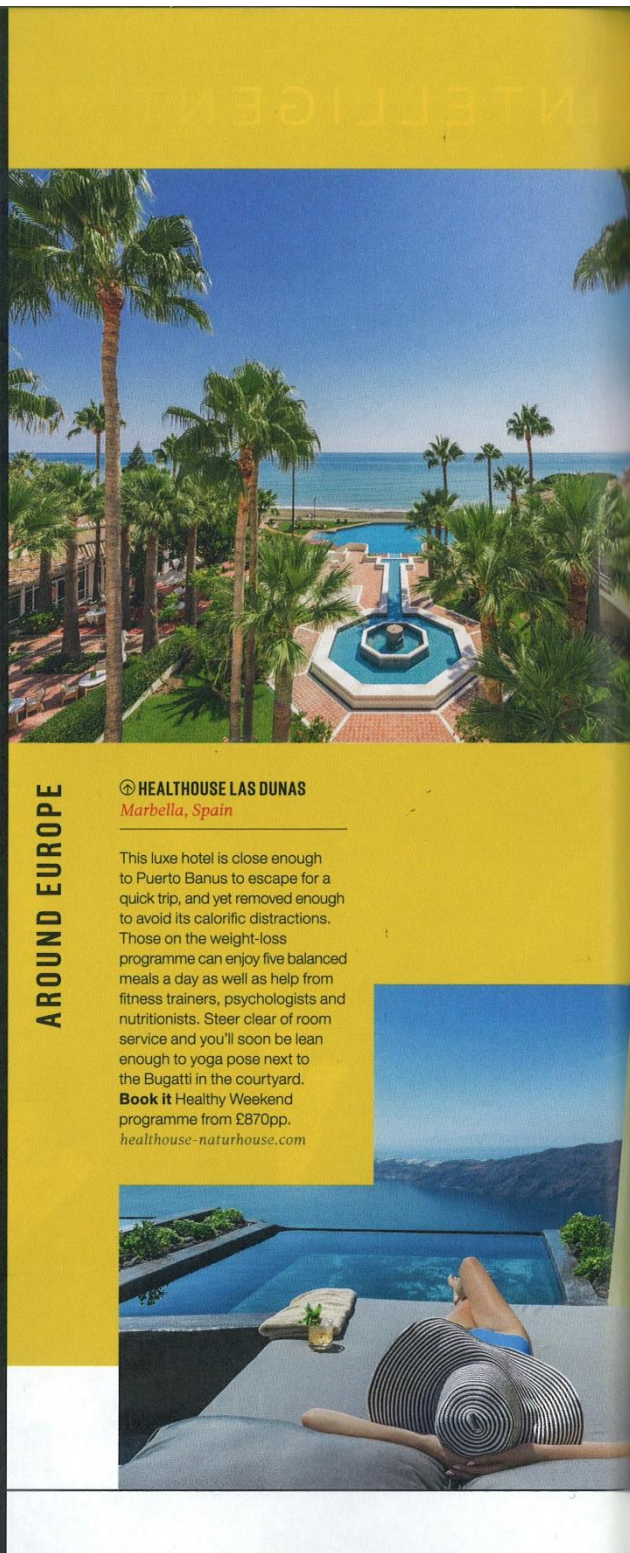 HEALTHOUSE LAS DUNAS
Marbella, Spain
This luxe hotel is close enough
to Puerto Banus to escape for a
quick trip, and yet removed enough
to avoid its calorific distractions.
Those on the weight-loss
programme can enjoy five balanced
meals a day as well as help from
fitness trainers, psychologists and
nutritionists. Steer clear of room
service and you'll soon be lean
enough to yoga pose next to
the Bugatti in the courtyard.
Book it Healthy Weekend
programme from £870pp.
healthouse-naturhouse.com
AROUND EUROPE